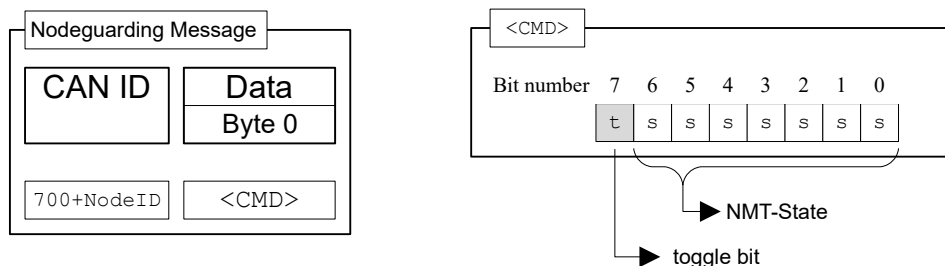 Nodeguarding Message
CAN ID
Data
Byte 0
700+NodeID
<CMD>
<CMD>
Bit number 7 6 5 4 3 2 1 0
t s s s s s s s
NMT-State
toggle bit